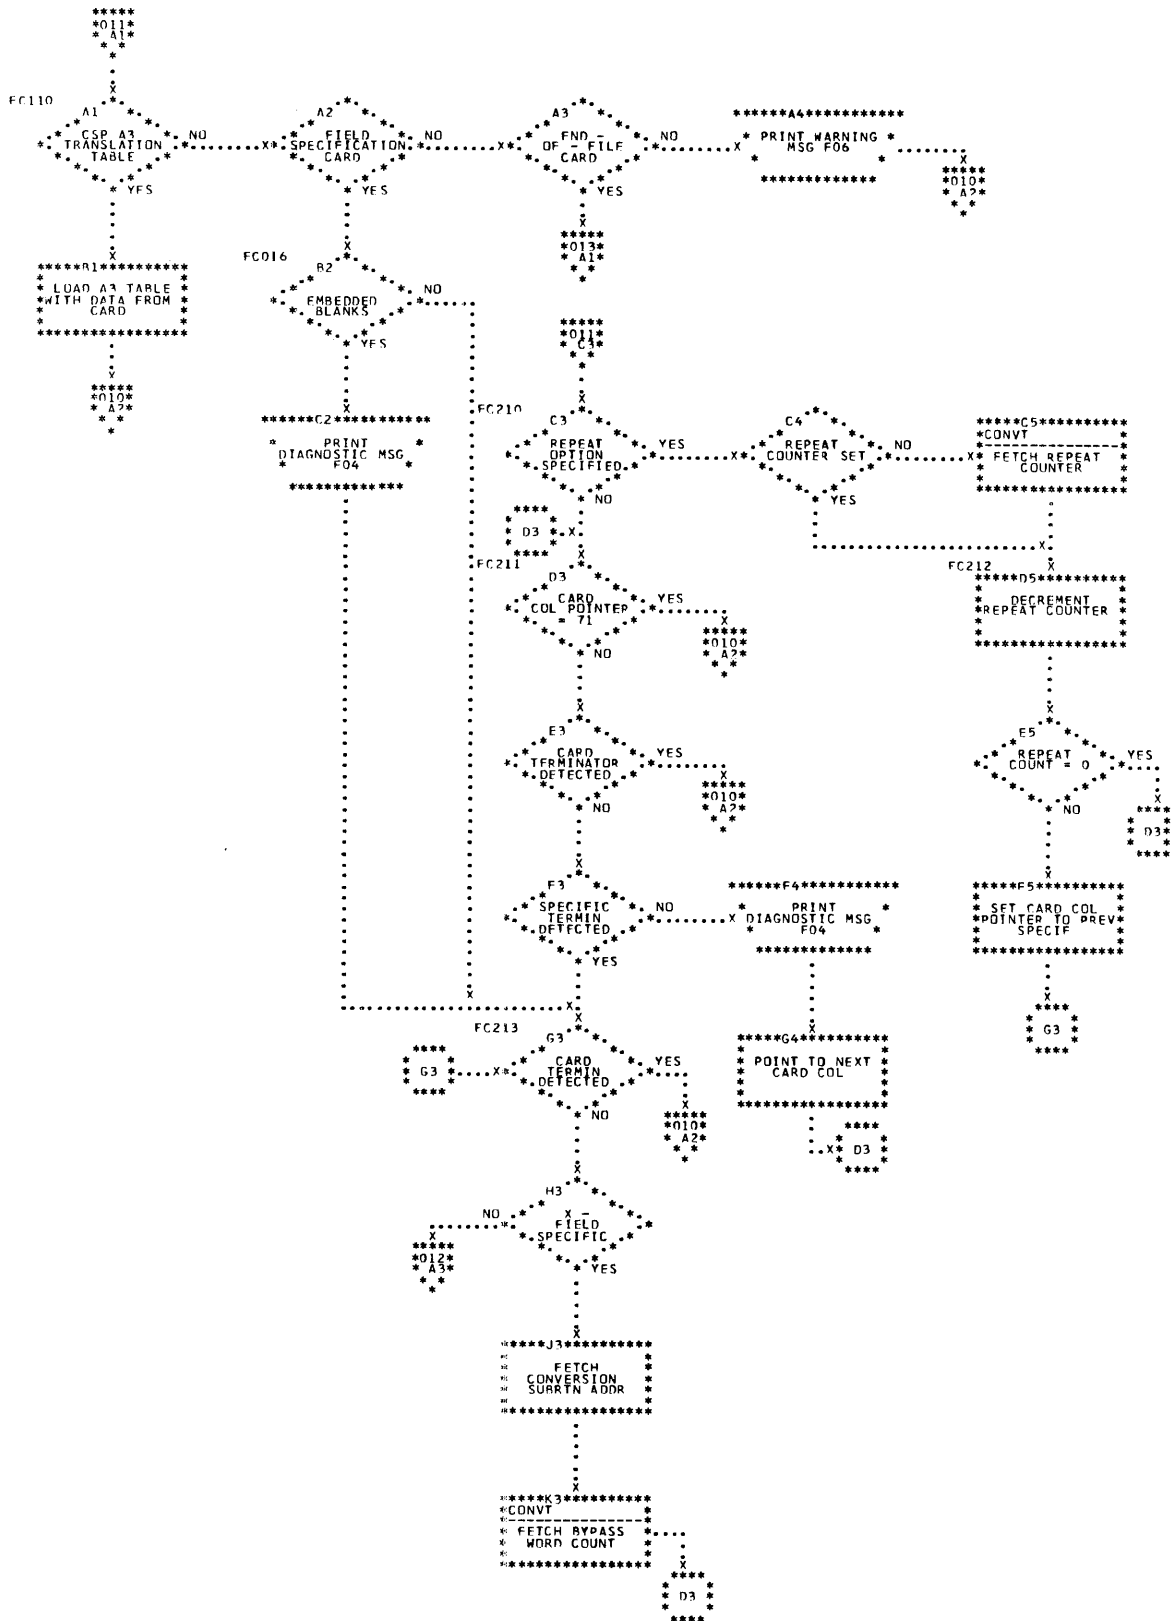 *011*
A1
FC110
A1
CSP A3
TRANSLATION
TABLE
NO
YES
A2
FIELD
SPECIFICATION
CARD
NO
YES
A3
END -
OF - FILE
CARD
NO
YES
A4
PRINT WARNING
MSG F06
*010*
A2
*013*
A1
B1
LOAD A3 TABLE
WITH DATA FROM
CARD
*010*
A2
FC016
B2
EMBEDDED
BLANKS
NO
YES
C2
PRINT
DIAGNOSTIC MSG
F04
*011*
C3
FC210
C3
REPEAT
OPTION
SPECIFIED
YES
NO
C4
REPEAT
COUNTER SET
NO
YES
C5
CONVT
FETCH REPEAT
COUNTER
D3
FC211
D3
CARD
COL POINTER
= 71
YES
NO
*010*
A2
FC212
D5
DECREMENT
REPEAT COUNTER
E3
CARD
TERMINATOR
DETECTED
YES
NO
*010*
A2
E5
REPEAT
COUNT = 0
YES
NO
D3
F3
SPECIFIC
TERMIN
DETECTED
NO
YES
F4
PRINT
DIAGNOSTIC MSG
F04
F5
SET CARD COL
POINTER TO PREV
SPECIF
G3
FC213
G3
G3
CARD
TERMIN
DETECTED
YES
NO
*010*
A2
G4
POINT TO NEXT
CARD COL
D3
H3
X -
FIELD
SPECIFIC
NO
YES
*012*
A3
J3
FETCH
CONVERSION
SUBRTN ADDR
K3
CONVT
FETCH BYPASS
WORD COUNT
D3